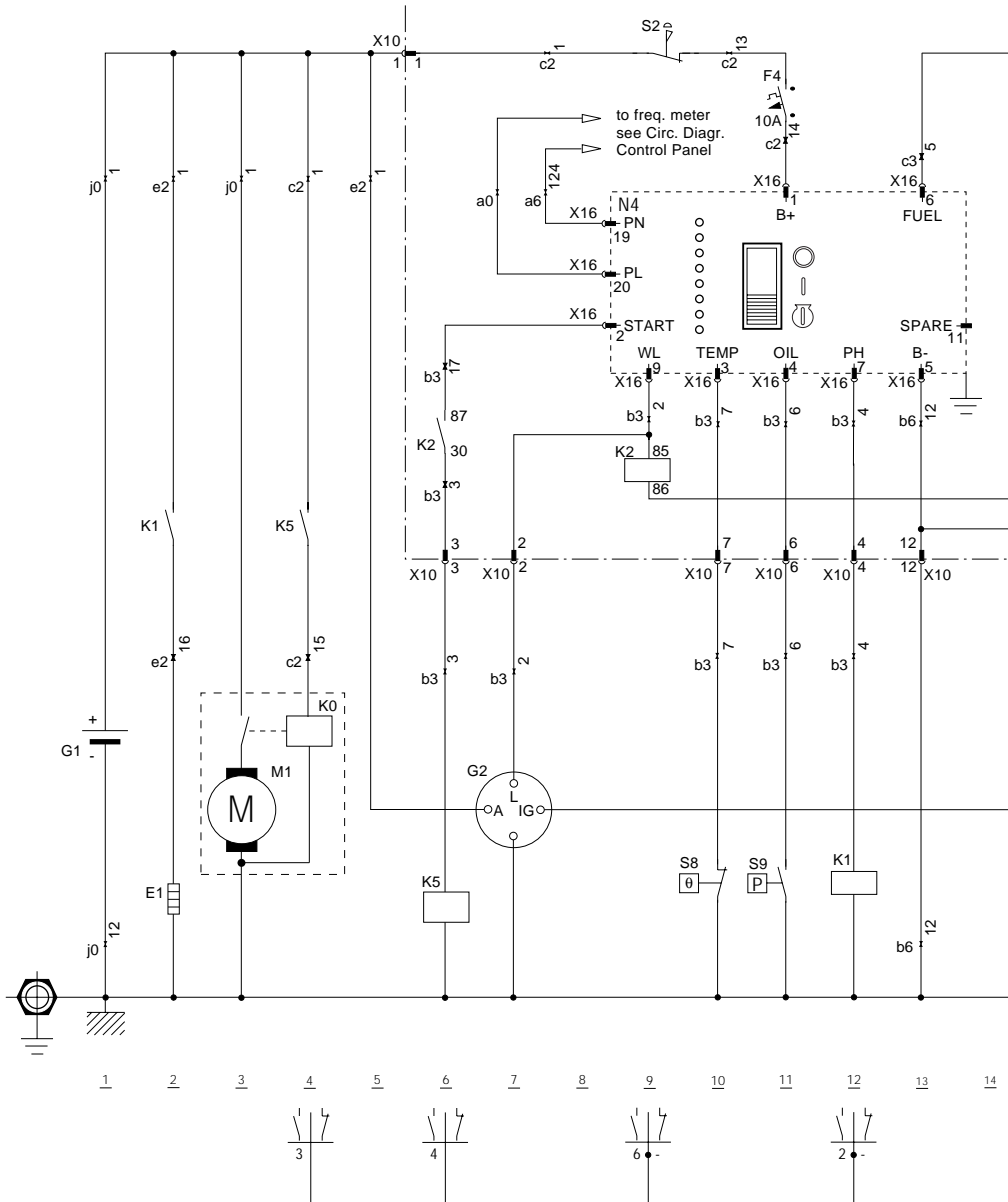 S2
X10
1
1
c2
1
c2
13
F4
10A
14
c2
to freq. meter
see Circ. Diagr.
Control Panel
c3
5
j0
1
e2
1
j0
1
c2
1
e2
1
a0
a6
124
X16
1
B+
X16
6
FUEL
N4
X16
PN
19
X16
PL
20
X16
START
2
SPARE
11
WL
TEMP
OIL
PH
B-
9
3
4
7
5
X16
X16
X16
X16
X16
b3
17
b3
2
b3
7
b3
6
b3
4
b6
12
87
K2
30
K2
85
86
b3
3
K1
K5
3
2
7
6
4
12
X10
3
X10
2
X10
7
X10
6
X10
4
12
X10
e2
16
c2
15
b3
3
b3
2
b3
7
b3
6
b3
4
K0
+
G1
-
M1
M
G2
L
A
IG
E1
K5
S8
θ
S9
P
K1
j0
12
b6
12
1 2 3 4 5 6 7 8 9 10 11 12 13 14
3
4
6 -
2 -